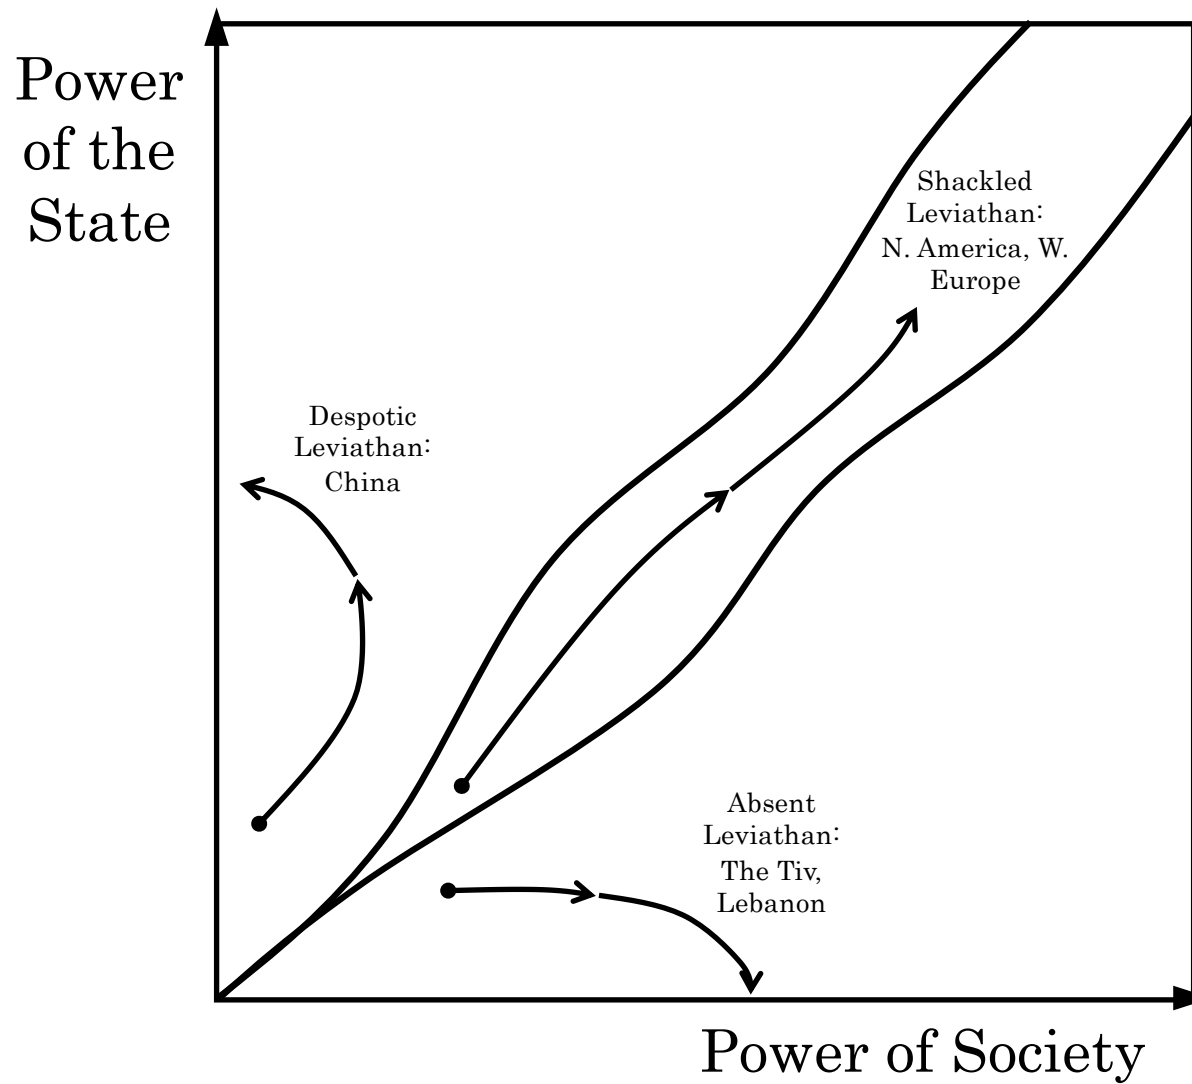 Power
of the
State
Shackled
Leviathan:
N. America, W.
Europe
Despotic
Leviathan:
China
Absent
Leviathan:
The Tiv,
Lebanon
Power of Society